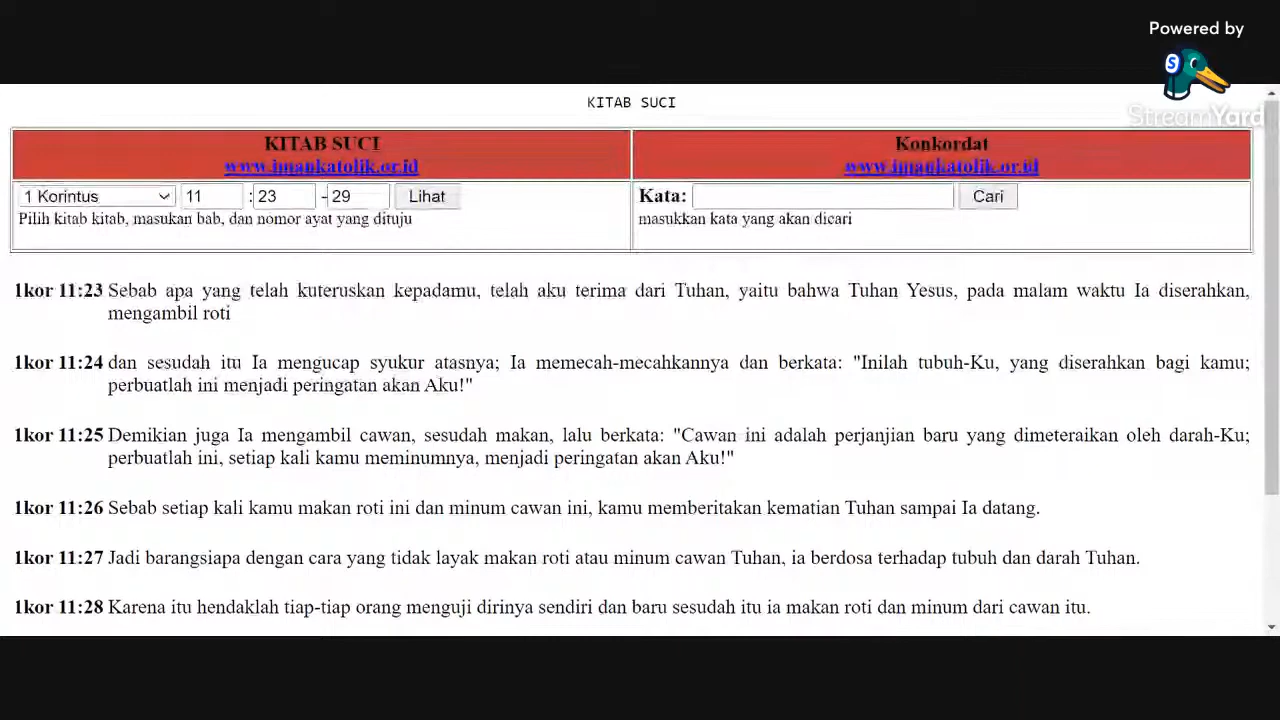 Powered by
S
StreamYard
KITAB SUCI
KITAB SUCI
www.imankatolik.or.id
Konkordat
www.imankatolik.or.id
1 Korintus 11 : 23 - 29 Lihat
Kata: Cari
Pilih kitab kitab, masukan bab, dan nomor ayat yang dituju
masukkan kata yang akan dicari
1kor 11:23 Sebab apa yang telah kuteruskan kepadamu, telah aku terima dari Tuhan, yaitu bahwa Tuhan Yesus, pada malam waktu Ia diserahkan,
mengambil roti
1kor 11:24 dan sesudah itu Ia mengucap syukur atasnya; Ia memecah-mecahkannya dan berkata: "Inilah tubuh-Ku, yang diserahkan bagi kamu;
perbuatlah ini menjadi peringatan akan Aku!"
1kor 11:25 Demikian juga Ia mengambil cawan, sesudah makan, lalu berkata: "Cawan ini adalah perjanjian baru yang dimeteraikan oleh darah-Ku;
perbuatlah ini, setiap kali kamu meminumnya, menjadi peringatan akan Aku!"
1kor 11:26 Sebab setiap kali kamu makan roti ini dan minum cawan ini, kamu memberitakan kematian Tuhan sampai Ia datang.
1kor 11:27 Jadi barangsiapa dengan cara yang tidak layak makan roti atau minum cawan Tuhan, ia berdosa terhadap tubuh dan darah Tuhan.
1kor 11:28 Karena itu hendaklah tiap-tiap orang menguji dirinya sendiri dan baru sesudah itu ia makan roti dan minum dari cawan itu.